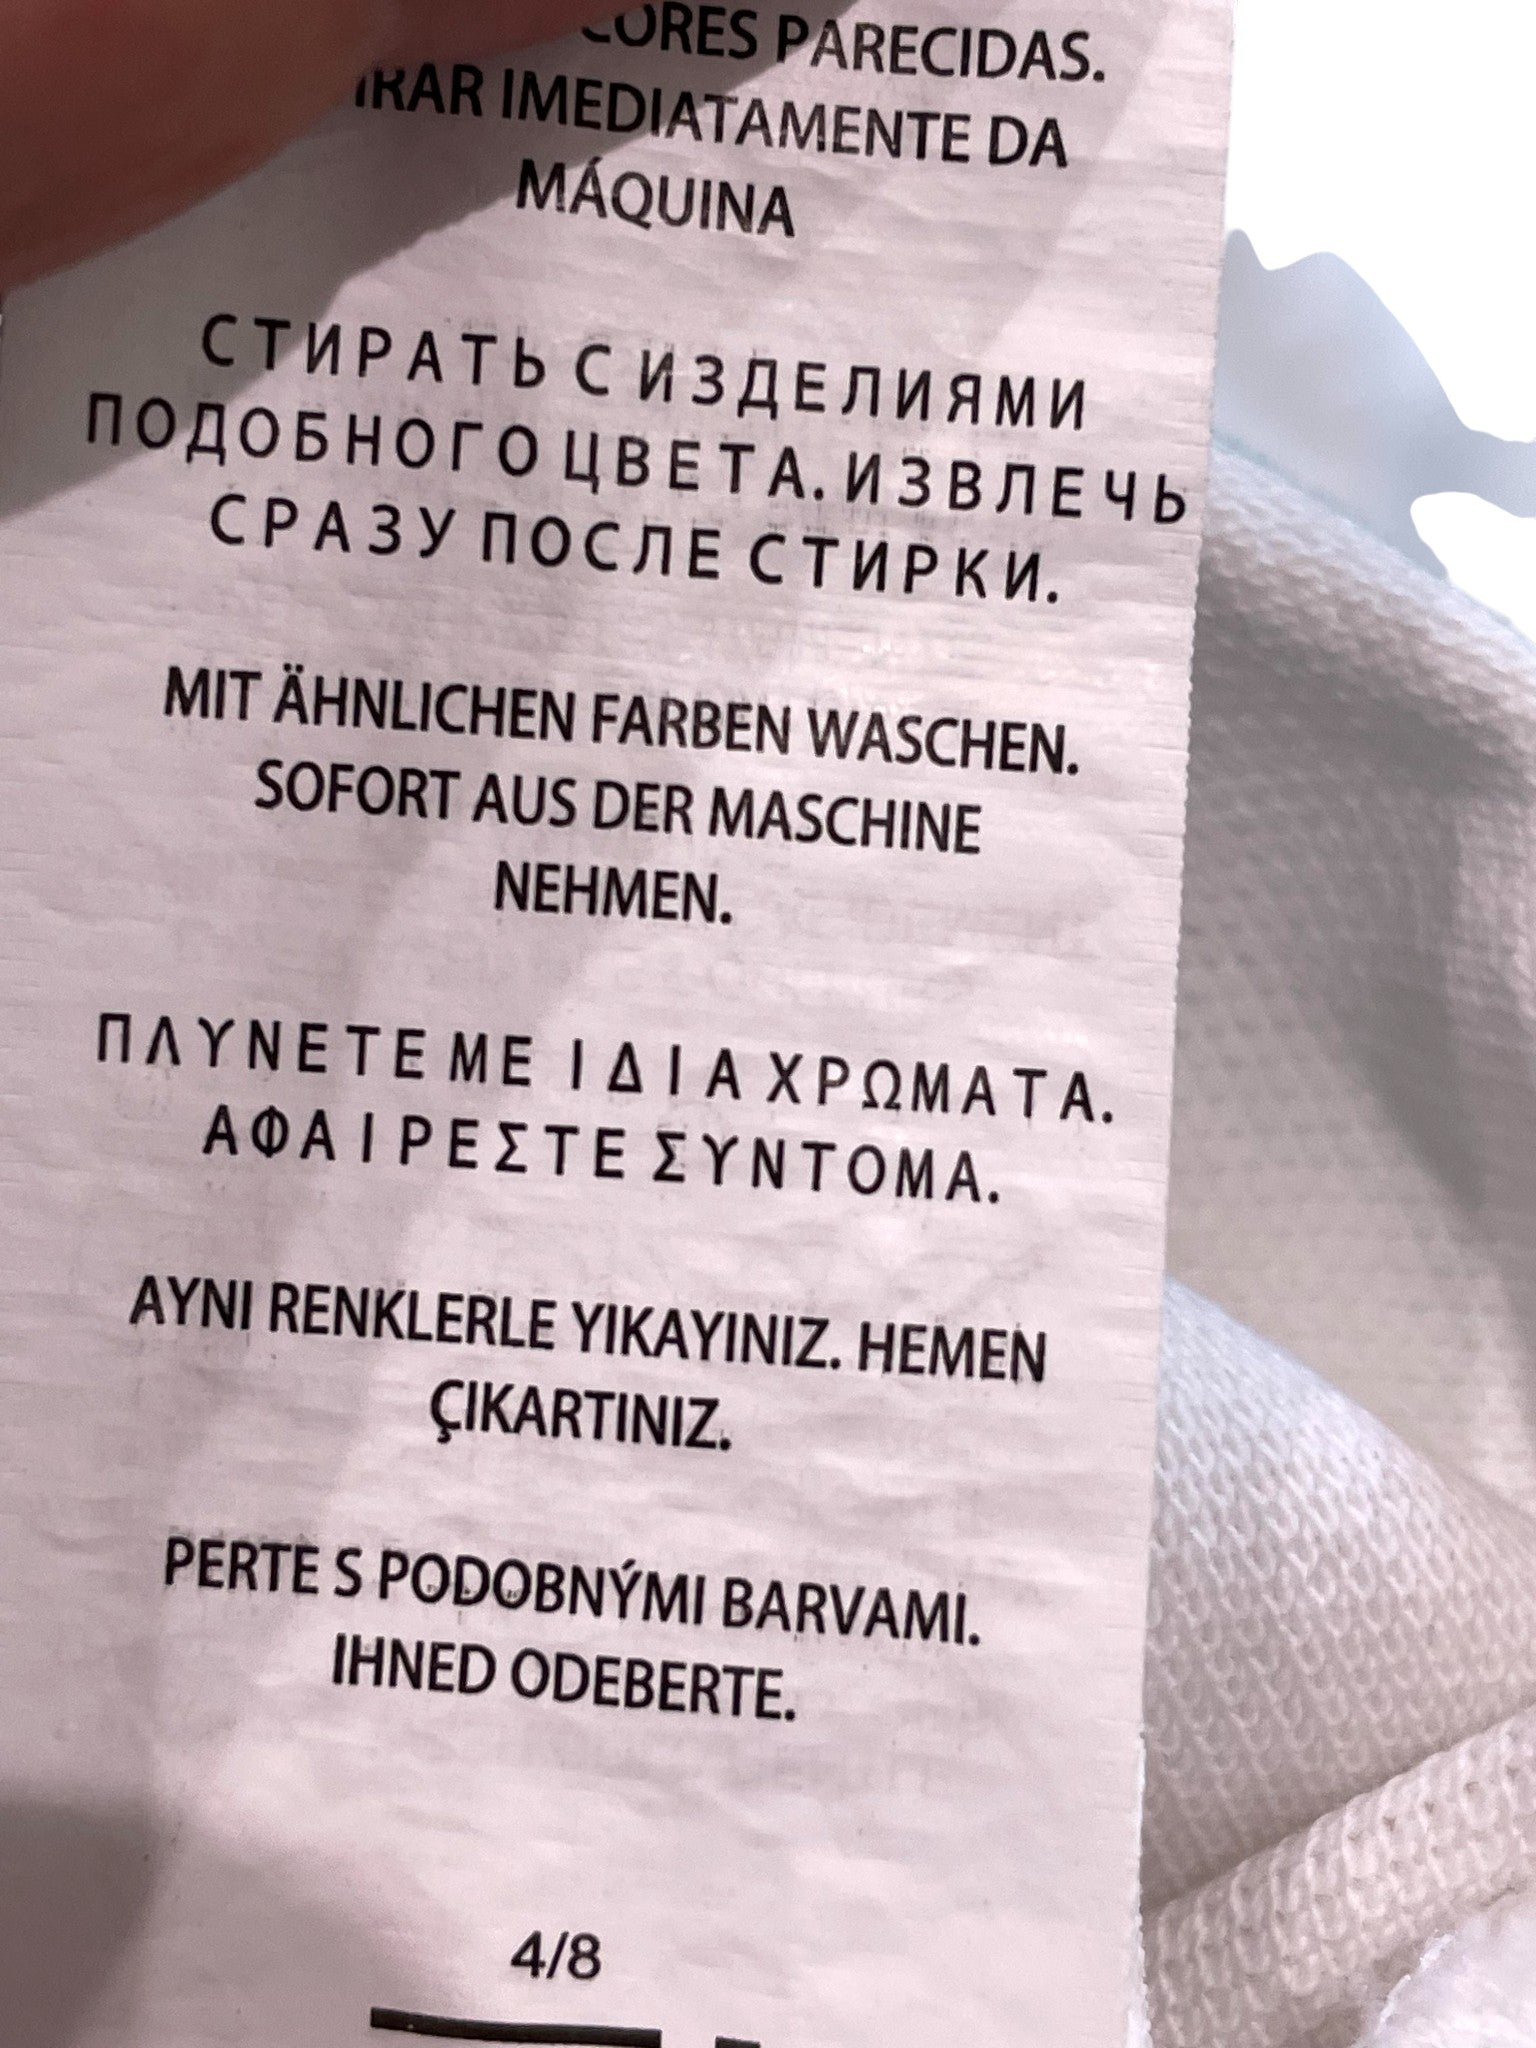 CORES PARECIDAS.
IMEDIATAMENTE DA
MÁQUINA
СТИРАТЬ С ИЗДЕЛИЯМИ
ПОДОБНОГО ЦВЕТА. ИЗВЛЕЧЬ
СРАЗУ ПОСЛЕ СТИРКИ.
MIT ÄHNLICHEN FARBEN WASCHEN.
SOFORT AUS DER MASCHINE
NEHMEN.
ΠΛΥΝΕΤΕ ΜΕ ΙΔΙΑ ΧΡΩΜΑΤΑ.
ΑΦΑΙΡΕΣΤΕ ΣΥΝΤΟΜΑ.
AYNI RENKLERLE YIKAYINIZ. HEMEN
ÇIKARTINIZ.
PERTE S PODOBNÝMI BARVAMI.
IHNED ODEBERTE.
4/8